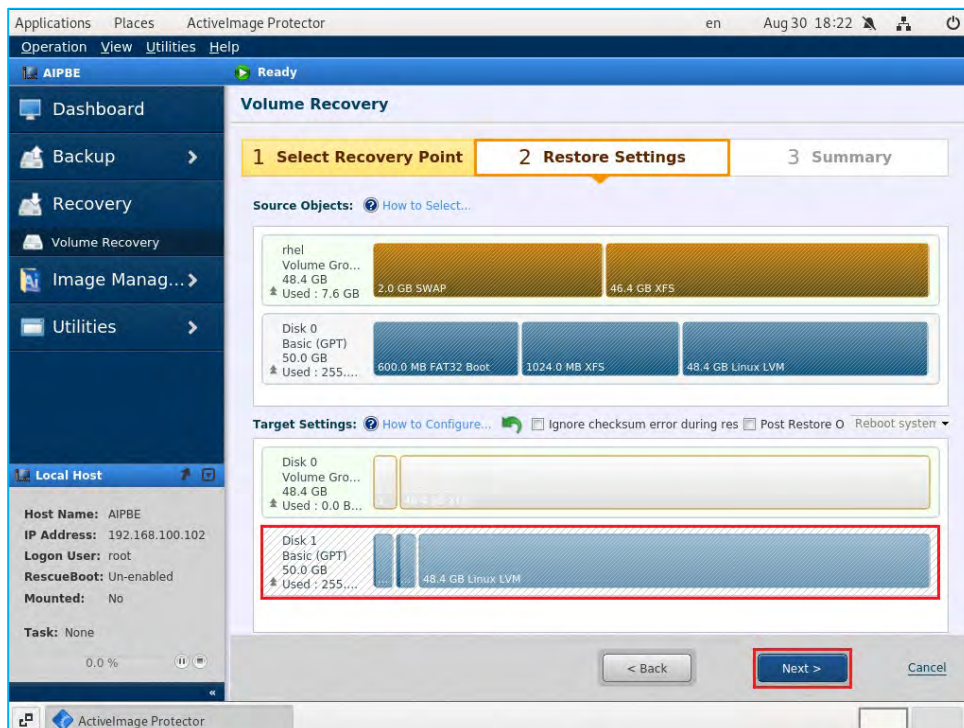 Applications Places ActiveImage Protector en Aug 30 18:22
Operation View Utilities Help
AIPBE
Ready
Dashboard
Backup
Recovery
Volume Recovery
Image Manag...
Utilities
Volume Recovery
1 Select Recovery Point
2 Restore Settings
3 Summary
Source Objects: How to Select...
rhel
Volume Gro...
48.4 GB
Used : 7.6 GB
2.0 GB SWAP
46.4 GB XFS
Disk 0
Basic (GPT)
50.0 GB
Used : 255....
600.0 MB FAT32 Boot
1024.0 MB XFS
48.4 GB Linux LVM
Target Settings: How to Configure... Ignore checksum error during res Post Restore O Reboot system
Disk 0
Volume Gro...
48.4 GB
Used : 0.0 B...
46.4 GB XFS
Disk 1
Basic (GPT)
50.0 GB
Used : 255....
...
...
48.4 GB Linux LVM
Local Host
Host Name: AIPBE
IP Address: 192.168.100.102
Logon User: root
RescueBoot: Un-enabled
Mounted: No
Task: None
0.0 %
< Back
Next >
Cancel
ActiveImage Protector